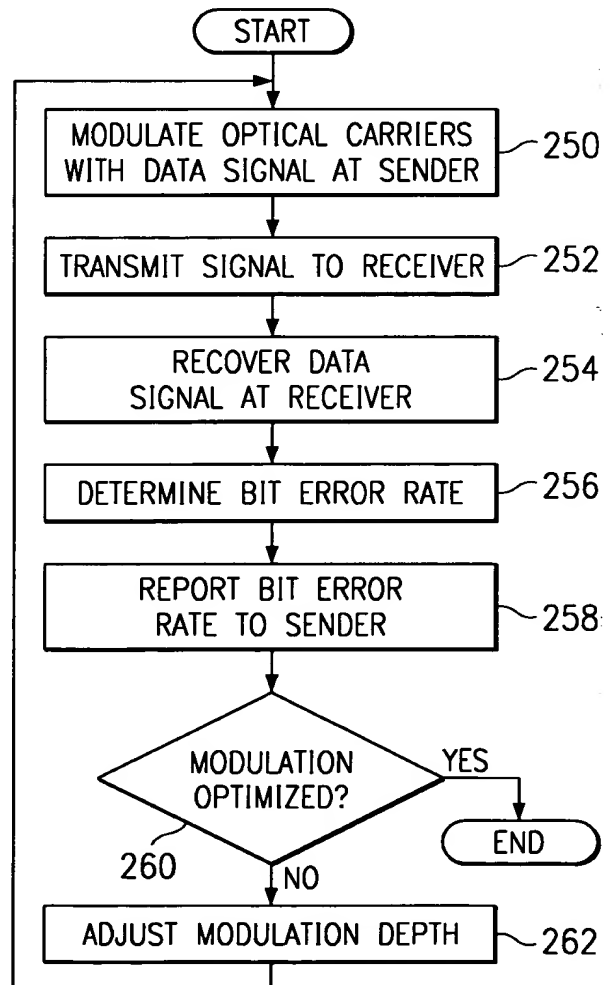 START
MODULATE OPTICAL CARRIERS
WITH DATA SIGNAL AT SENDER
250
TRANSMIT SIGNAL TO RECEIVER
252
RECOVER DATA
SIGNAL AT RECEIVER
254
DETERMINE BIT ERROR RATE
256
REPORT BIT ERROR
RATE TO SENDER
258
MODULATION
OPTIMIZED?
YES
260
END
NO
ADJUST MODULATION DEPTH
262